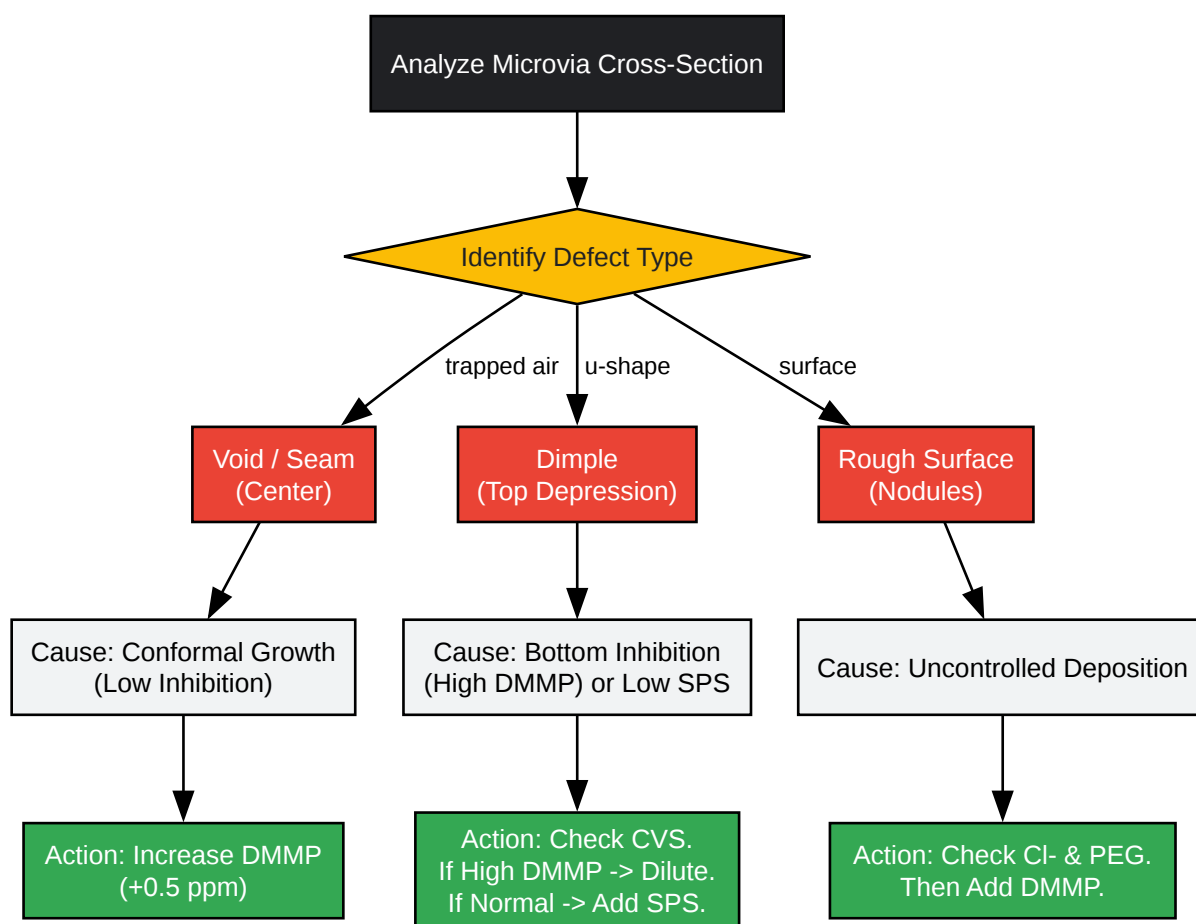 Analyze Microvia Cross-Section
Identify Defect Type
trapped air
u-shape
surface
Void / Seam
(Center)
Dimple
(Top Depression)
Rough Surface
(Nodules)
Cause: Conformal Growth
(Low Inhibition)
Cause: Bottom Inhibition
(High DMMP) or Low SPS
Cause: Uncontrolled Deposition
Action: Increase DMMP
(+0.5 ppm)
Action: Check CVS.
If High DMMP -> Dilute.
If Normal -> Add SPS.
Action: Check Cl- & PEG.
Then Add DMMP.